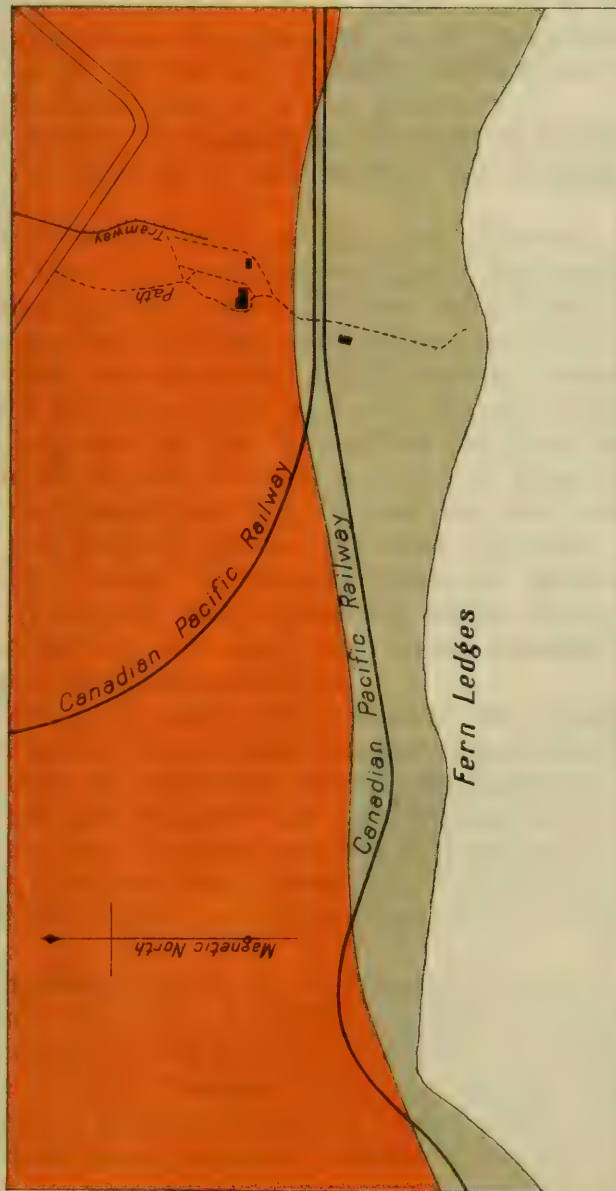 Tramway
Path
Canadian Pacific Railway
Canadian Pacific Railway
Fern Ledges
Magnetic North